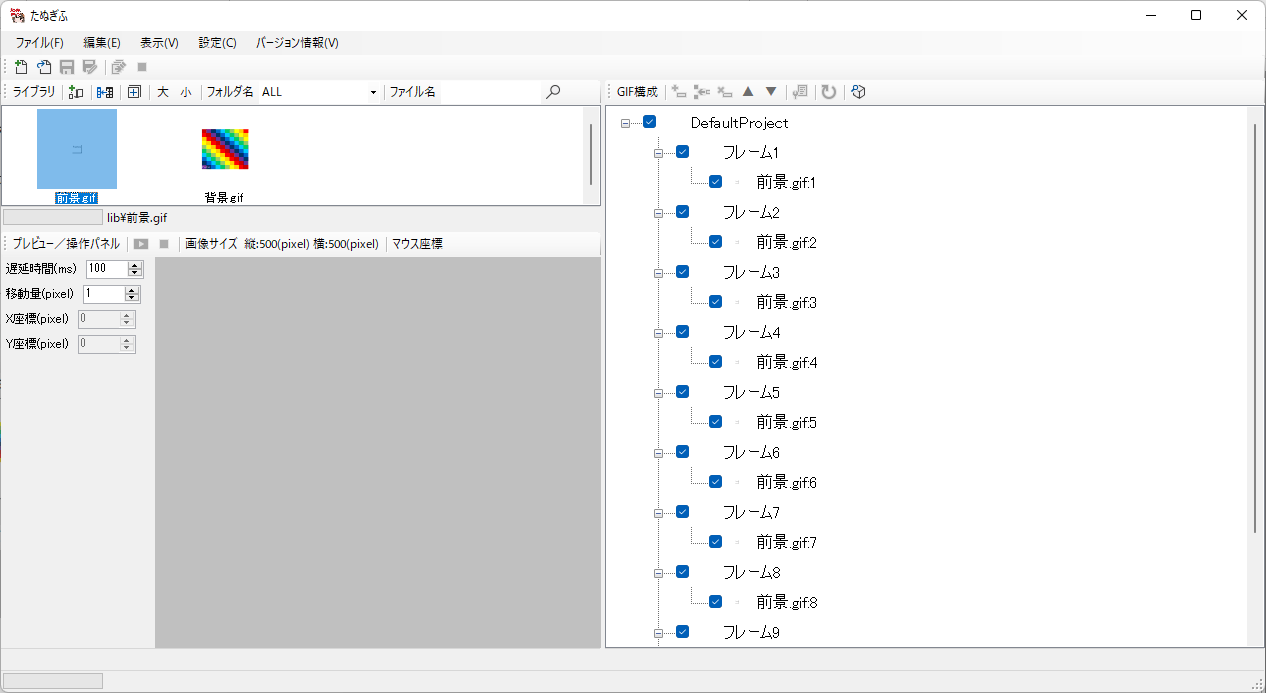 たぬぎふ
ファイル(F) 編集(E) 表示(V) 設定(C) バージョン情報(V)
ライブラリ 大 小 フォルダ名 ALL ファイル名
前景.gif 背景.gif
lib¥前景.gif
プレビュー／操作パネル 画像サイズ 縦:500(pixel) 横:500(pixel) マウス座標
遅延時間(ms) 100
移動量(pixel) 1
X座標(pixel) 0
Y座標(pixel) 0
GIF構成
DefaultProject
フレーム1
前景.gif:1
フレーム2
前景.gif:2
フレーム3
前景.gif:3
フレーム4
前景.gif:4
フレーム5
前景.gif:5
フレーム6
前景.gif:6
フレーム7
前景.gif:7
フレーム8
前景.gif:8
フレーム9